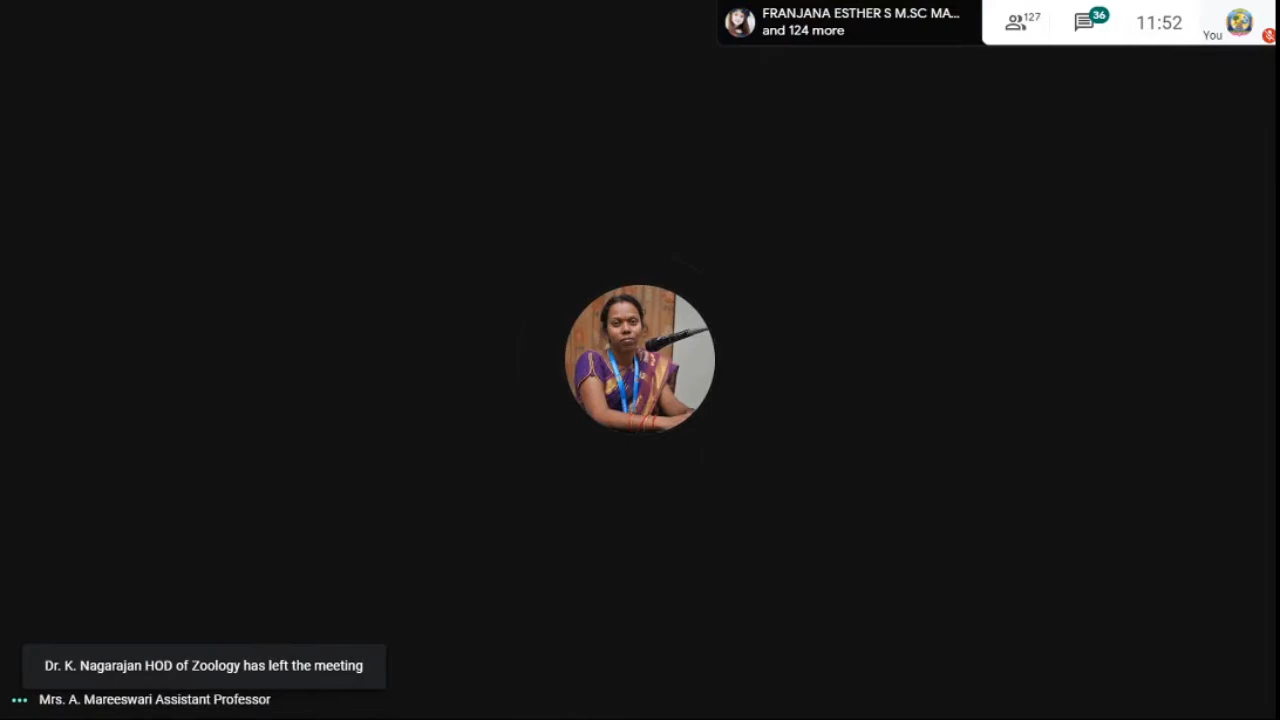 FRANJANA ESTHER S M.SC MA...
and 124 more
127
36
11:52
You
Dr. K. Nagarajan HOD of Zoology has left the meeting
Mrs. A. Mareeswari Assistant Professor